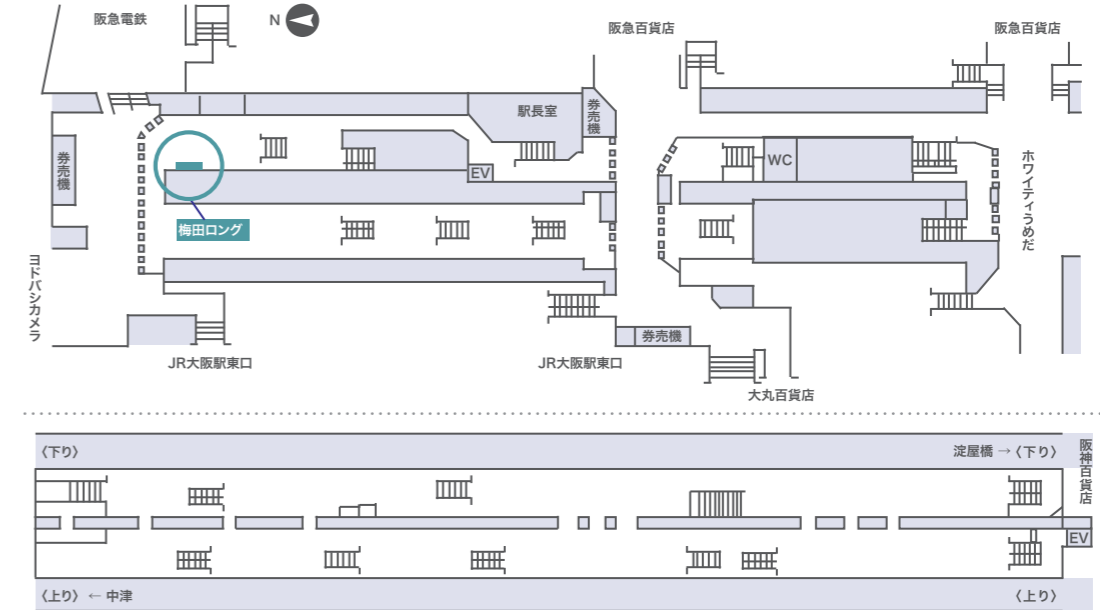 阪急電鉄
N
阪急百貨店
阪急百貨店
駅長室
券売機
券売機
EV
WC
梅田ロング
ホワイティうめだ
ヨドバシカメラ
JR大阪駅東口
JR大阪駅東口
券売機
大丸百貨店
〈下り〉
淀屋橋 → 〈下り〉
阪神百貨店
EV
〈上り〉 ← 中津
〈上り〉